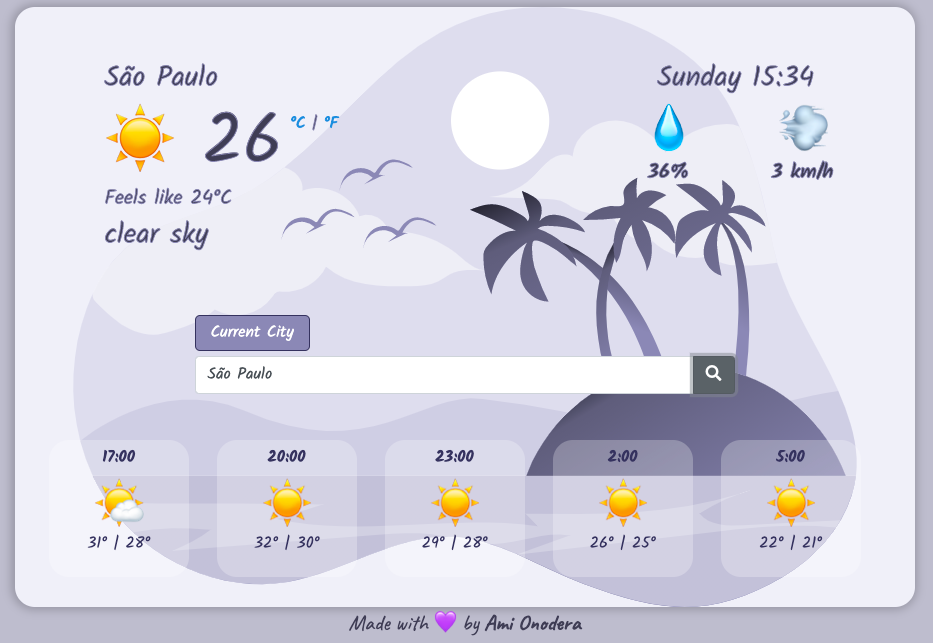 São Paulo
Sunday 15:34
26 °C | °F
36%
3 km/h
Feels like 24°C
clear sky
Current City
São Paulo
17:00
20:00
23:00
2:00
5:00
31° | 28°
32° | 30°
29° | 28°
26° | 25°
22° | 21°
Made with 💜 by Ami Onodera